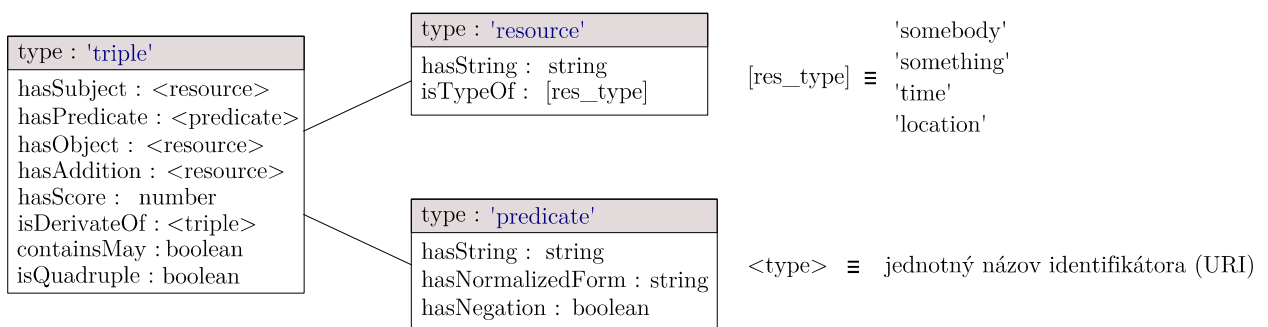 type : 'triple'
hasSubject : <resource>
hasPredicate : <predicate>
hasObject : <resource>
hasAddition : <resource>
hasScore : number
isDerivateOf : <triple>
containsMay : boolean
isQuadruple : boolean
type : 'resource'
hasString : string
isTypeOf : [res_type]
[res_type] ≡
'somebody'
'something'
'time'
'location'
type : 'predicate'
hasString : string
hasNormalizedForm : string
hasNegation : boolean
<type> ≡ jednotný názov identifikátora (URI)